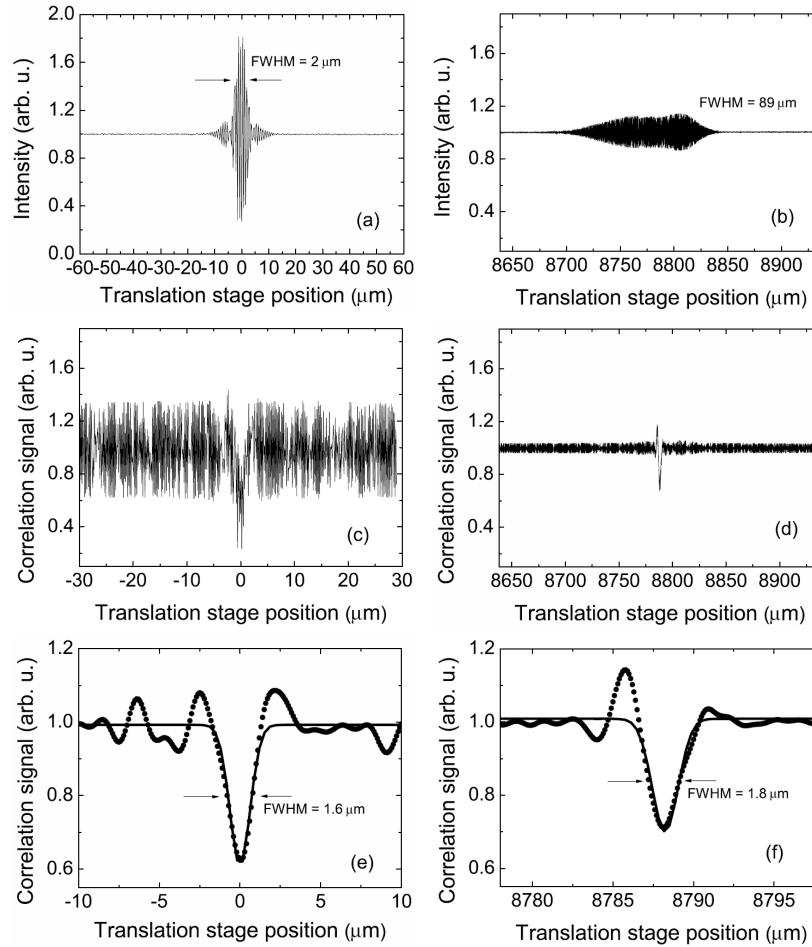 2.0
1.6
1.2
0.8
0.4
0.0
Intensity (arb. u.)
FWHM = 2 μm
(a)
-60-50-40-30-20-10 0 10 20 30 40 50 60
Translation stage position (μm)
1.6
1.2
0.8
0.4
Intensity (arb. u.)
FWHM = 89 μm
(b)
8650 8700 8750 8800 8850 8900
Translation stage position (μm)
1.6
1.2
0.8
0.4
Correlation signal (arb. u.)
(c)
-30 -20 -10 0 10 20 30
Translation stage position (μm)
1.6
1.2
0.8
0.4
Correlation signal (arb. u.)
(d)
8650 8700 8750 8800 8850 8900
Translation stage position (μm)
1.2
1.0
0.8
0.6
Correlation signal (arb. u.)
FWHM = 1.6 μm
(e)
-10 -5 0 5 10
Translation stage position (μm)
1.2
1.0
0.8
0.6
Correlation signal (arb. u.)
FWHM = 1.8 μm
(f)
8780 8785 8790 8795
Translation stage position (μm)